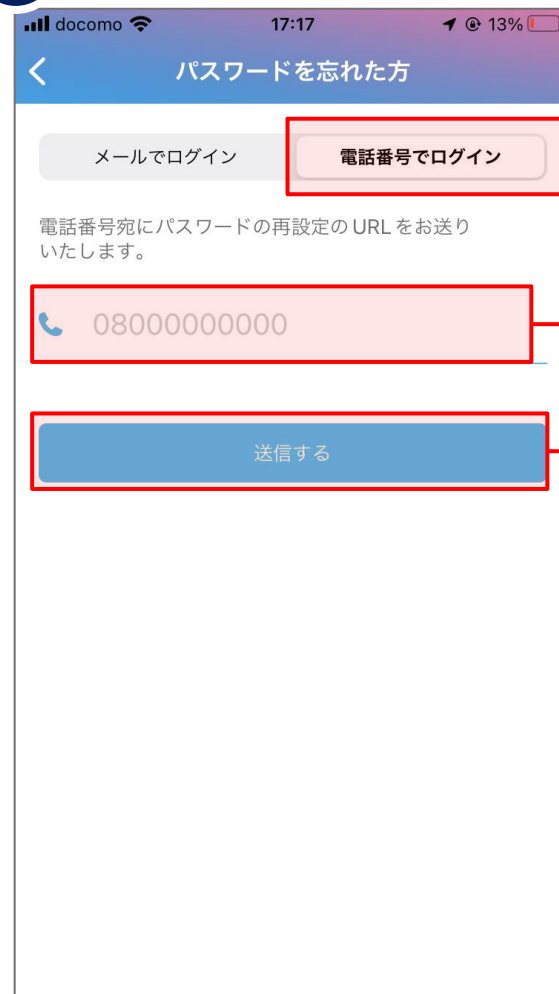 docomo 17:17 13%
パスワードを忘れた方
メールでログイン 電話番号でログイン
電話番号宛にパスワードの再設定のURLをお送り
いたします。
08000000000
送信する